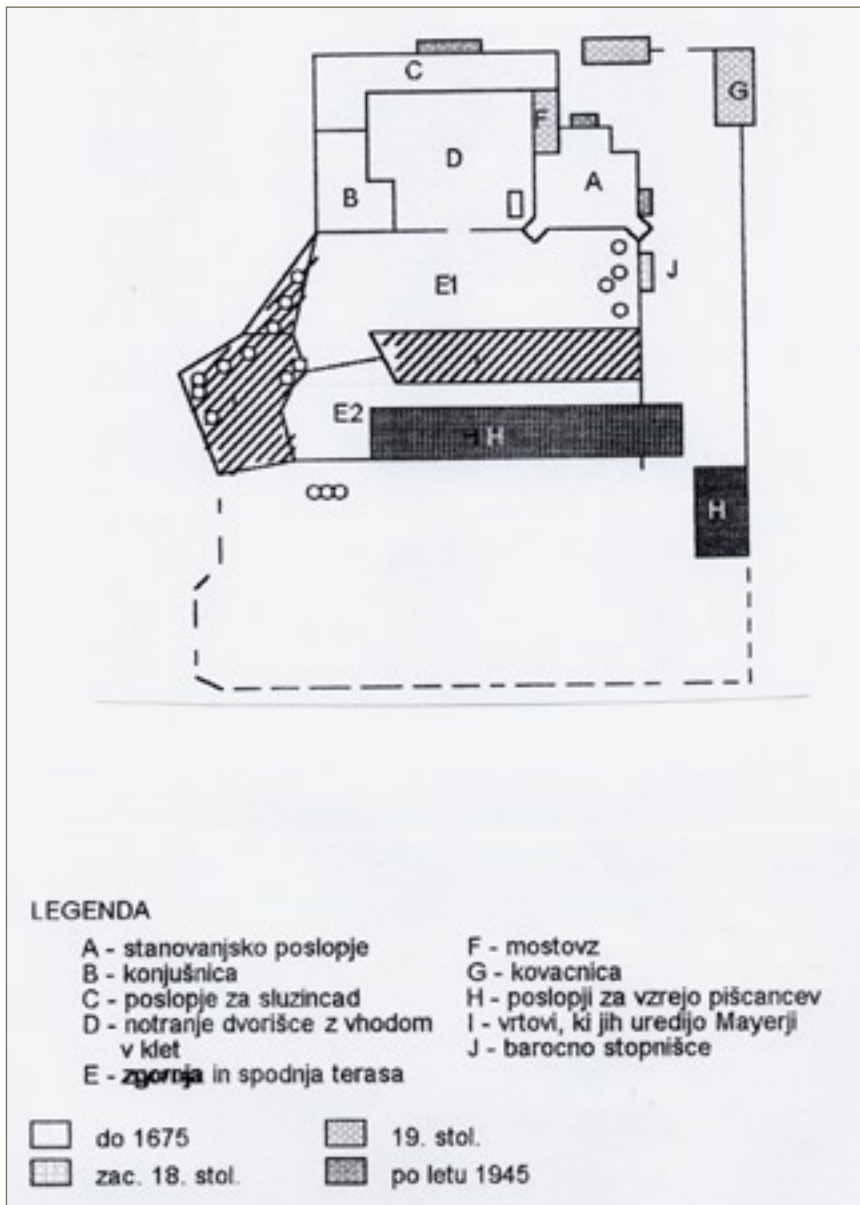 C
G
F
D
A
B
J
E1
E2
H
H
LEGENDA
A - stanovanjsko poslopje
B - konjušnica
C - poslopje za sluzincad
D - notranje dvorišce z vhodom
v klet
E - zgornja in spodnja terasa
F - mostovz
G - kovacnica
H - poslopji za vzrejo piščancev
I - vrtovi, ki jih uredijo Mayerji
J - barocno stopnišce
do 1675
zac. 18. stol.
19. stol.
po letu 1945